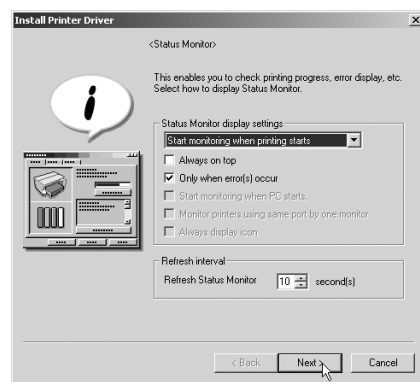 Install Printer Driver
<Status Monitor>
This enables you to check printing progress, error display, etc.
Select how to display Status Monitor.
Status Monitor display settings
Start monitoring when printing starts
Always on top
Only when error(s) occur
Start monitoring when PC starts.
Monitor printers using same port by one monitor
Always display icon
Refresh interval
Refresh Status Monitor 10 second(s)
< Back Next > Cancel